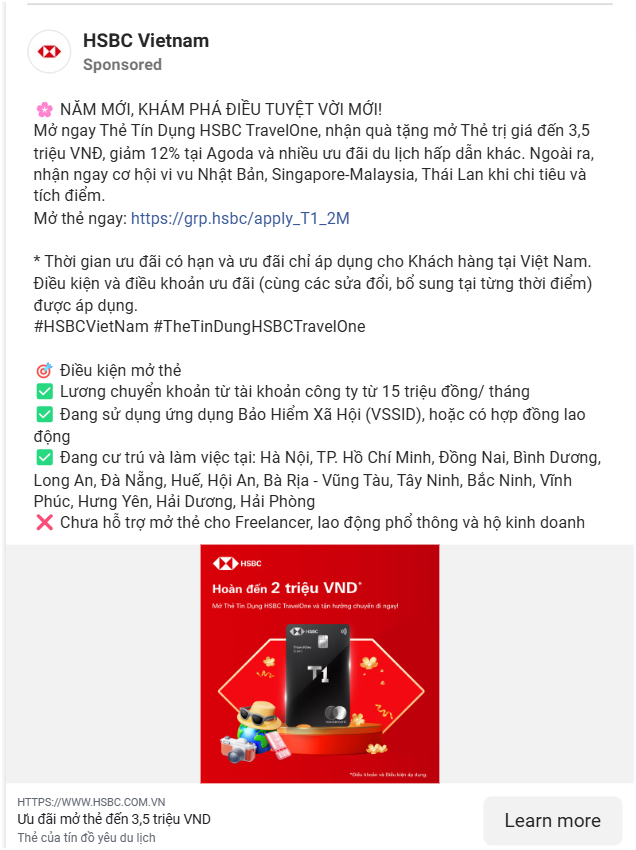 HSBC Vietnam
Sponsored
🌸 NĂM MỚI, KHÁM PHÁ ĐIỀU TUYỆT VỜI MỚI!
Mở ngay Thẻ Tín Dụng HSBC TravelOne, nhận quà tặng mở Thẻ trị giá đến 3,5
triệu VNĐ, giảm 12% tại Agoda và nhiều ưu đãi du lịch hấp dẫn khác. Ngoài ra,
nhận ngay cơ hội vi vu Nhật Bản, Singapore-Malaysia, Thái Lan khi chi tiêu và
tích điểm.
Mở thẻ ngay: https://grp.hsbc/apply_T1_2M
* Thời gian ưu đãi có hạn và ưu đãi chỉ áp dụng cho Khách hàng tại Việt Nam.
Điều kiện và điều khoản ưu đãi (cùng các sửa đổi, bổ sung tại từng thời điểm)
được áp dụng.
#HSBCVietNam #TheTinDungHSBCTravelOne
🎯 Điều kiện mở thẻ
✅ Lương chuyển khoản từ tài khoản công ty từ 15 triệu đồng/ tháng
✅ Đang sử dụng ứng dụng Bảo Hiểm Xã Hội (VSSID), hoặc có hợp đồng lao
động
✅ Đang cư trú và làm việc tại: Hà Nội, TP. Hồ Chí Minh, Đồng Nai, Bình Dương,
Long An, Đà Nẵng, Huế, Hội An, Bà Rịa - Vũng Tàu, Tây Ninh, Bắc Ninh, Vĩnh
Phúc, Hưng Yên, Hải Dương, Hải Phòng
❌ Chưa hỗ trợ mở thẻ cho Freelancer, lao động phổ thông và hộ kinh doanh
HSBC
Hoàn đến 2 triệu VND*
Mở Thẻ Tín Dụng HSBC TravelOne và tận hưởng chuyến đi ngay!
HSBC
TravelOne
T1
*Điều khoản và Điều kiện áp dụng.
HTTPS://WWW.HSBC.COM.VN
Ưu đãi mở thẻ đến 3,5 triệu VND
Thẻ của tín đồ yêu du lịch
Learn more